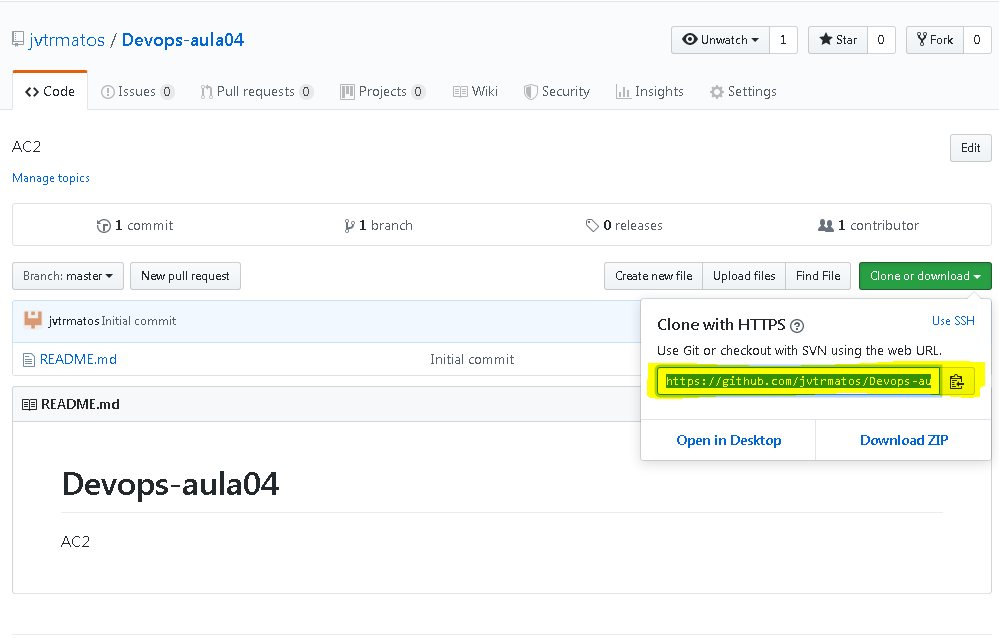 jvtrmatos / Devops-aula04 Unwatch 1 Star 0 Fork 0
Code Issues 0 Pull requests 0 Projects 0 Wiki Security Insights Settings
AC2 Edit
Manage topics
1 commit 1 branch 0 releases 1 contributor
Branch: master New pull request Create new file Upload files Find File Clone or download
jvtrmatos Initial commit
README.md Initial commit
Clone with HTTPS ? Use SSH
Use Git or checkout with SVN using the web URL.
https://github.com/jvtrmatos/Devops-au
Open in Desktop Download ZIP
README.md
Devops-aula04
AC2